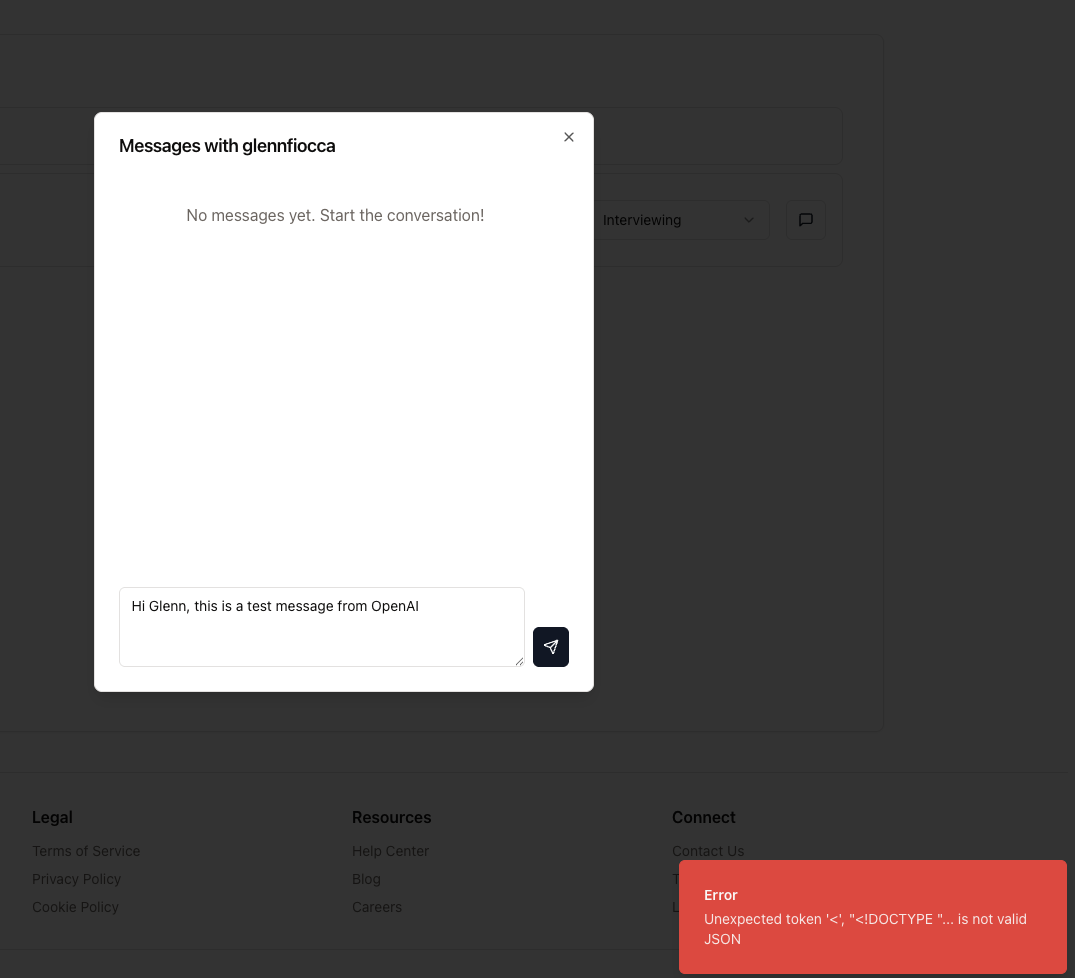 Messages with glennfiocca
No messages yet. Start the conversation!
Interviewing
Hi Glenn, this is a test message from OpenAI
Legal
Terms of Service
Privacy Policy
Cookie Policy
Resources
Help Center
Blog
Careers
Connect
Contact Us
T
L
Error
Unexpected token '<', "<!DOCTYPE "... is not valid
JSON